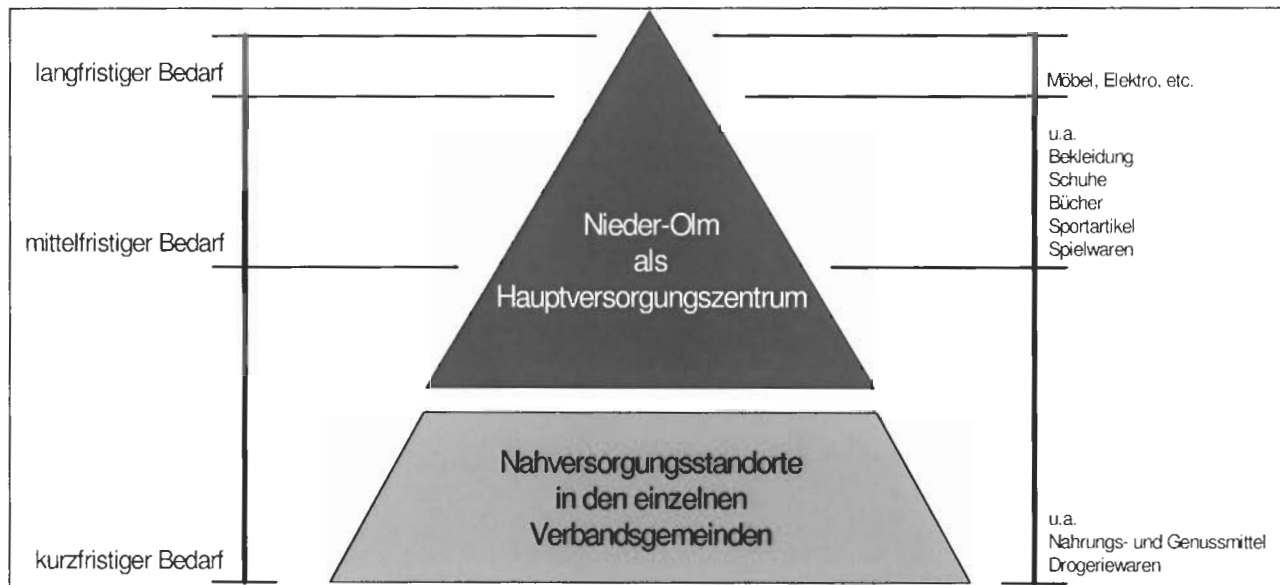 langfristiger Bedarf
Möbel, Elektro, etc.
u.a.
Bekleidung
Schuhe
Bücher
Sportartikel
Spielwaren
mittelfristiger Bedarf
Nieder-Olm
als
Hauptversorgungszentrum
Nahversorgungsstandorte
in den einzelnen
Verbandsgemeinden
kurzfristiger Bedarf
u.a.
Nahrungs- und Genussmittel
Drogeriewaren